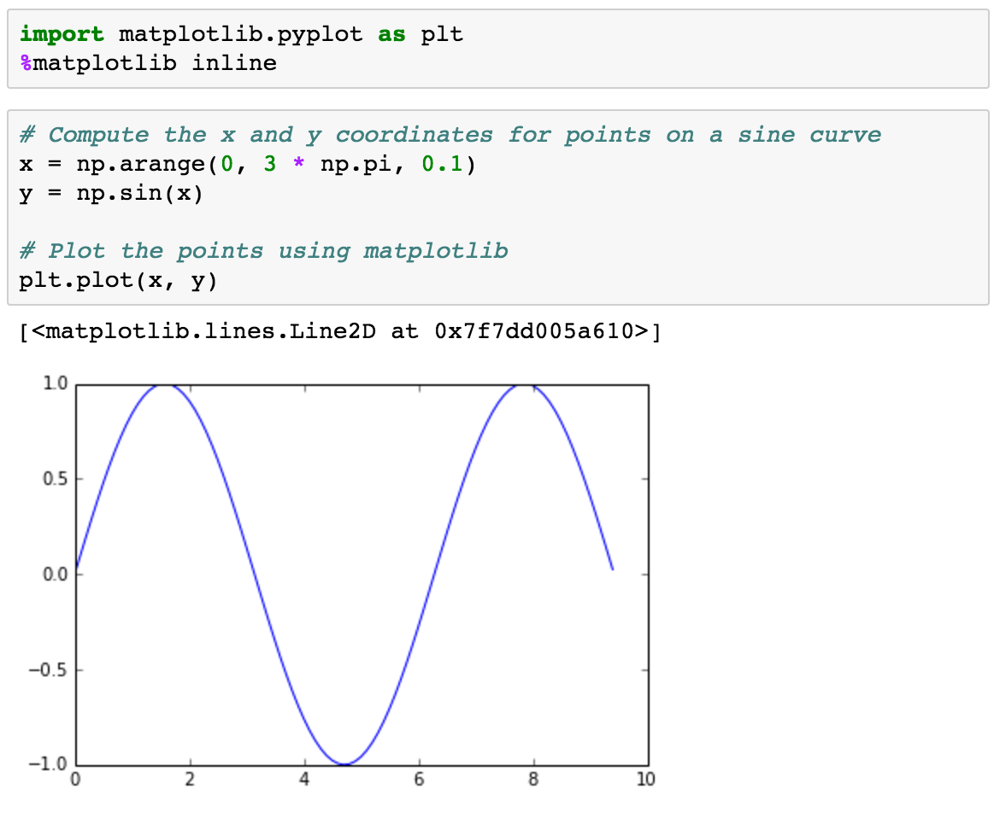 import matplotlib.pyplot as plt
%matplotlib inline
# Compute the x and y coordinates for points on a sine curve
x = np.arange(0, 3 * np.pi, 0.1)
y = np.sin(x)
# Plot the points using matplotlib
plt.plot(x, y)
[<matplotlib.lines.Line2D at 0x7f7dd005a610>]
1.0
0.5
0.0
−0.5
−1.0
0 2 4 6 8 10